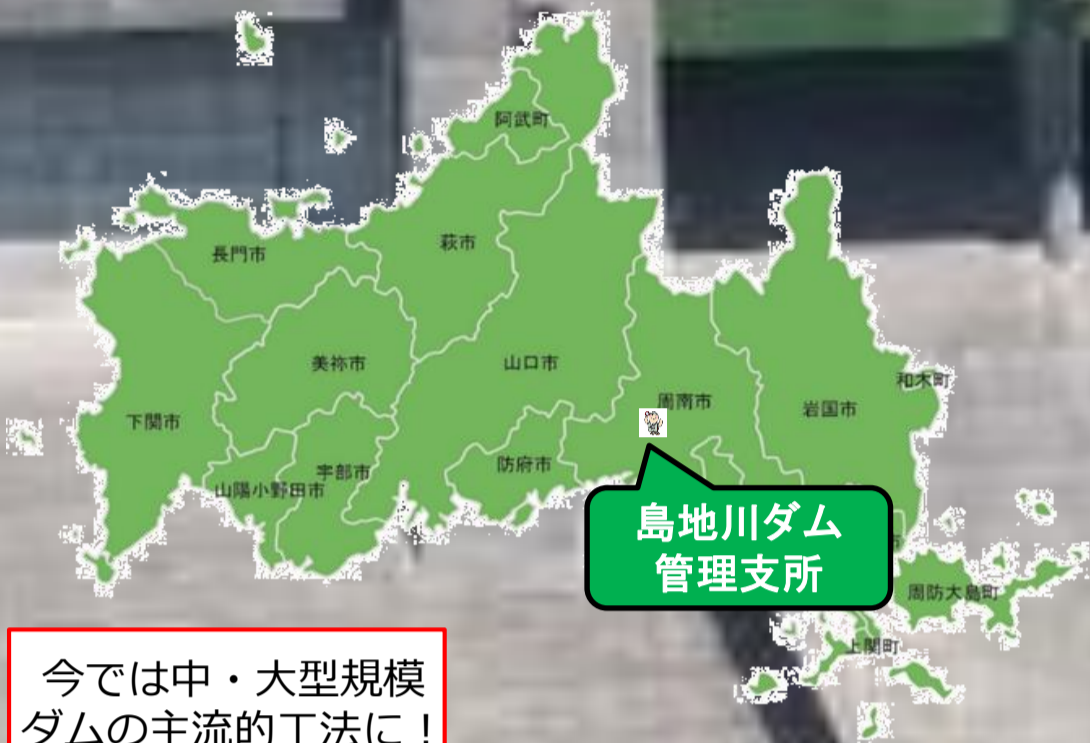 阿武町
萩市
長門市
美祢市
山口市
和木町
周南市
岩国市
下関市
防府市
宇部市
山陽小野田市
島地川ダム
管理支所
周防大島町
上関町
今では中・大型規模
ダムの主流的工法に！